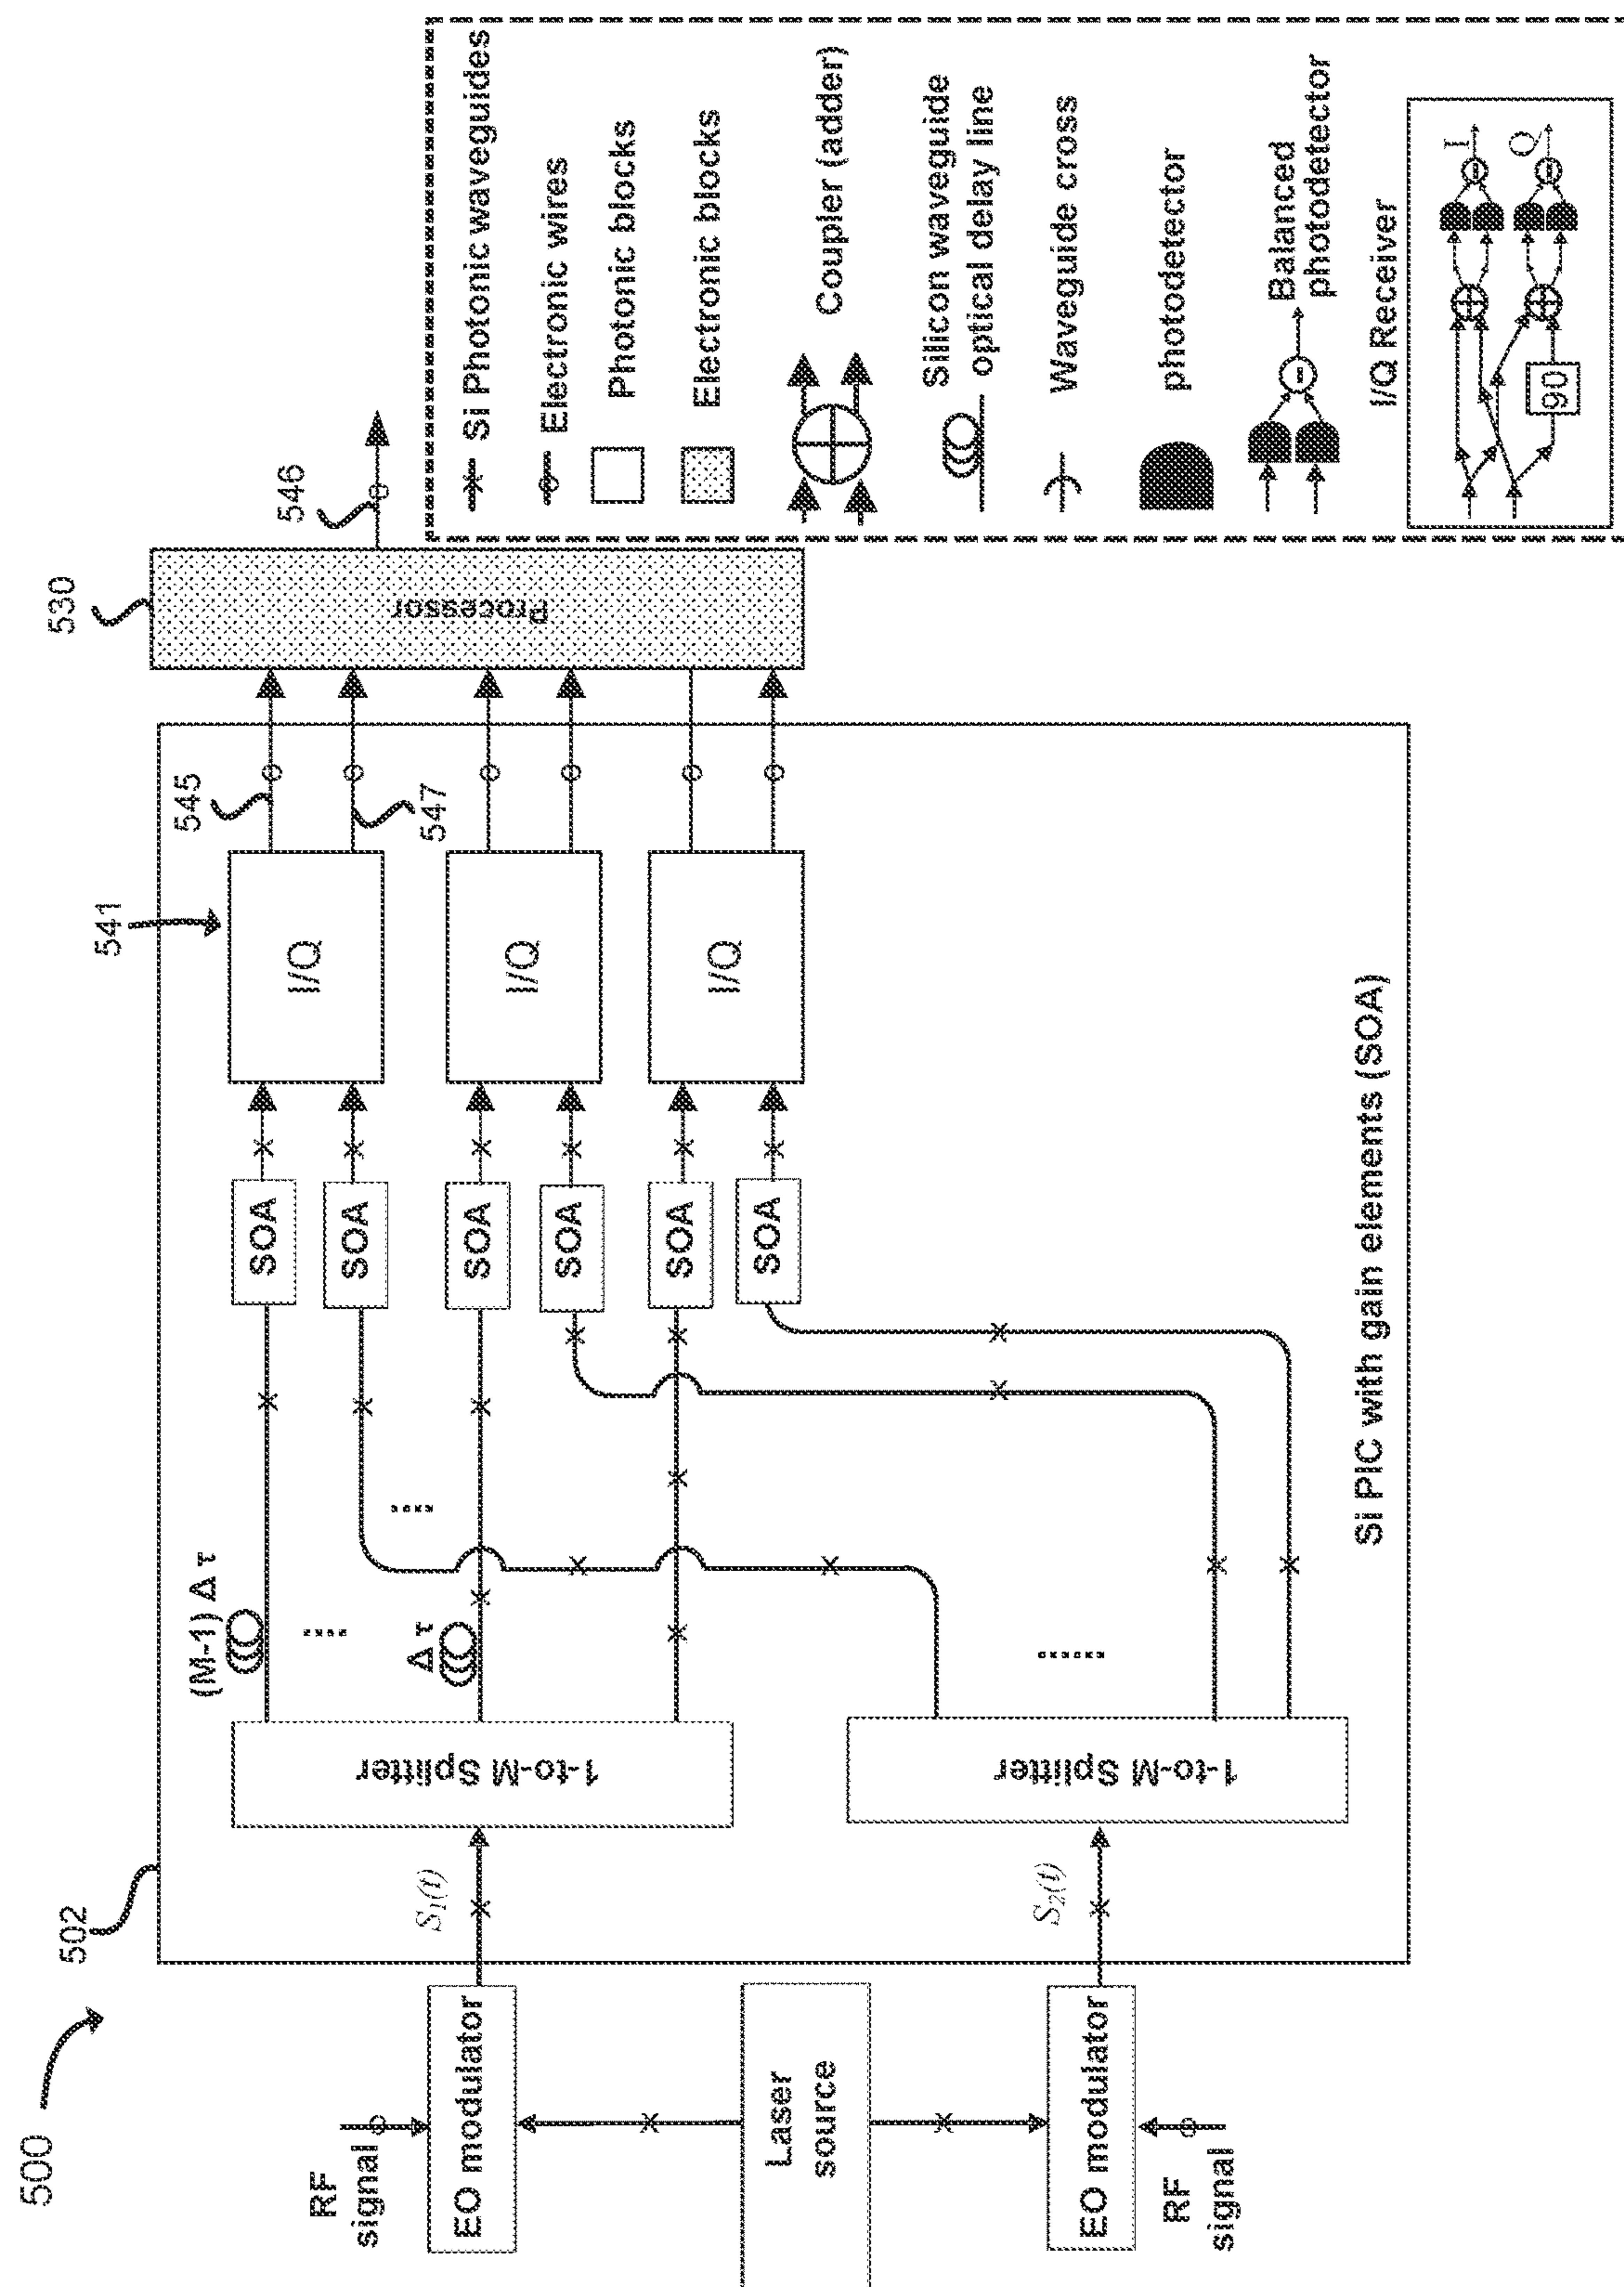 500
502
RF
signal
EO modulator
Laser
source
EO modulator
RF
signal
S₁(t)
S₂(t)
1-to-M Splitter
1-to-M Splitter
(M-1) Δ τ
....
Δ τ
....
......
SOA
SOA
SOA
SOA
SOA
SOA
541
I/Q
I/Q
I/Q
545
547
Si PIC with gain elements (SOA)
530
Processor
546
Si Photonic waveguides
Electronic wires
Photonic blocks
Electronic blocks
Coupler (adder)
Silicon waveguide
optical delay line
Waveguide cross
photodetector
Balanced
photodetector
I/Q Receiver
90
I
Q